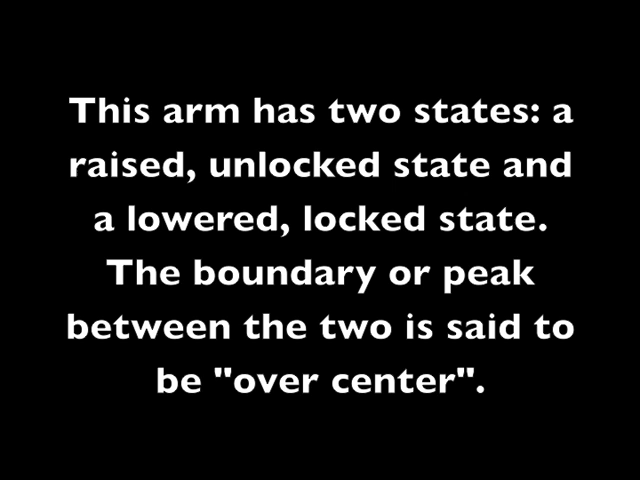 This arm has two states: a
raised, unlocked state and
a lowered, locked state.
The boundary or peak
between the two is said to
be "over center".